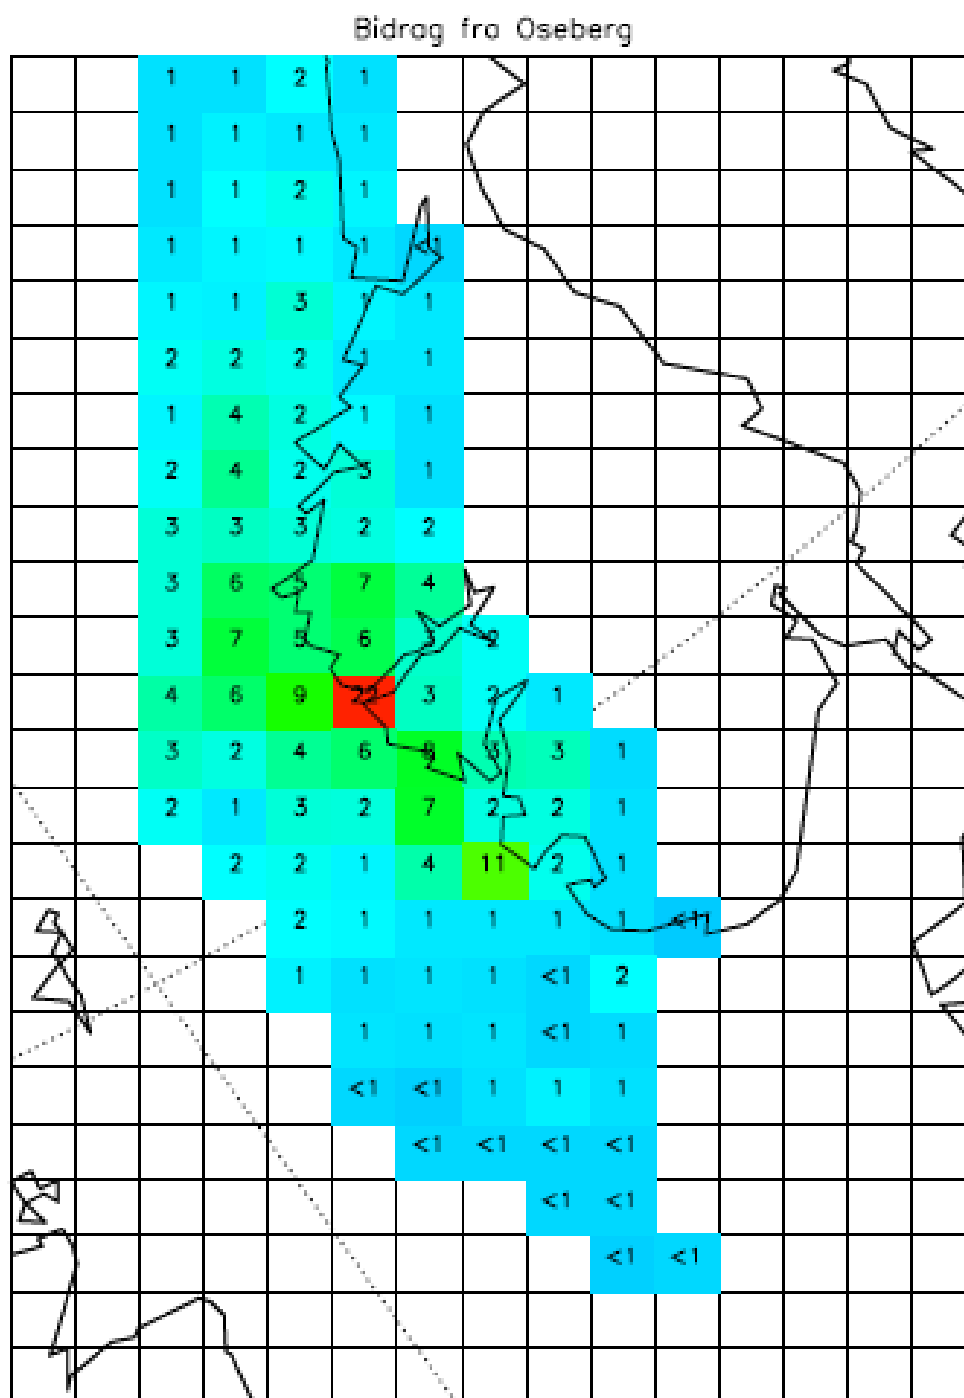 Bidrag fra Oseberg
1 1 2 1
1 1 1 1
1 1 2 1
1 1 1 1 <1
1 1 3 1 1
2 2 2 1 1
1 4 2 1 1
2 4 2 3 1
3 3 3 2 2
3 6 7 4
3 7 5 6 3 2
4 6 9 3 2 1
3 2 4 6 8 3 1
2 1 3 2 7 2 2 1
2 2 1 4 11 2 1
2 1 1 1 1 1 <1
1 1 1 1 <1 2
1 1 1 <1 1
<1 <1 1 1 1
<1 <1 <1 <1
<1 <1
<1 <1